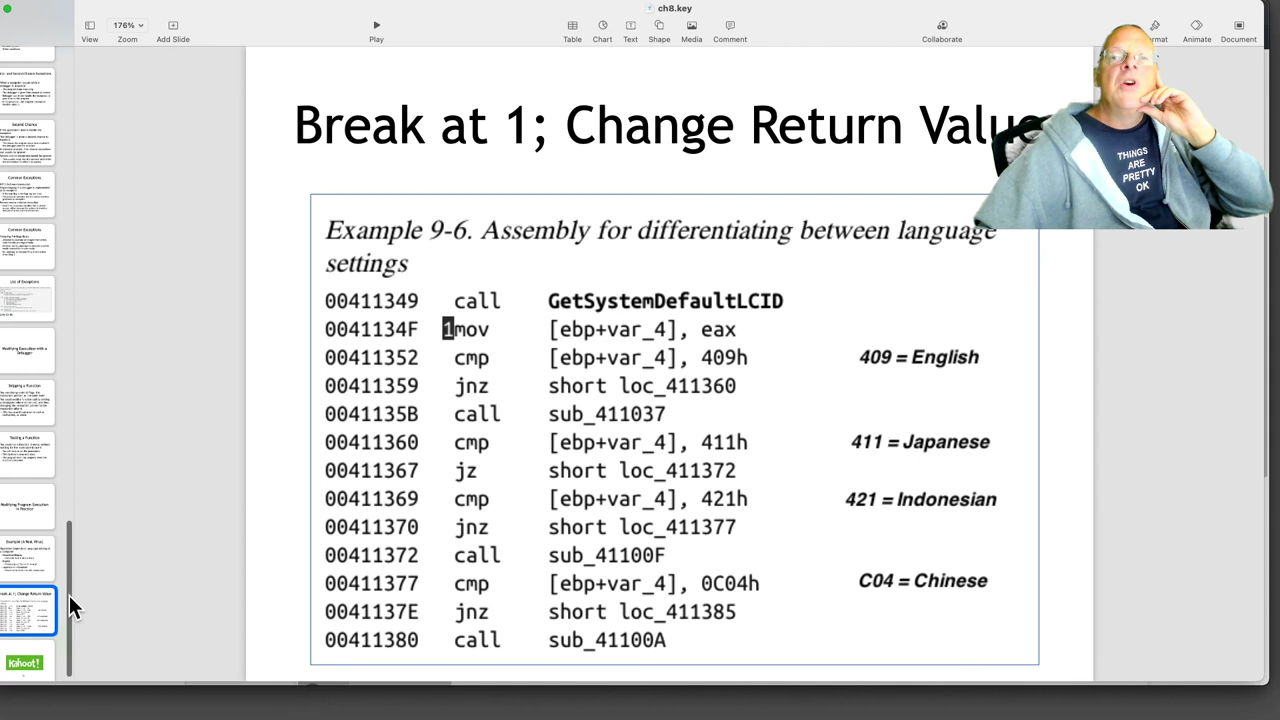 ch8.key
176%
View
Zoom
Add Slide
Play
Table
Chart
Text
Shape
Media
Comment
Collaborate
Animate
Document
Break at 1; Change Return Value
THINGS
ARE
PRETTY
OK
Example 9-6. Assembly for differentiating between language
settings
00411349 call GetSystemDefaultLCID
0041134F 1mov [ebp+var_4], eax
00411352 cmp [ebp+var_4], 409h 409 = English
00411359 jnz short loc_411360
0041135B call sub_411037
00411360 cmp [ebp+var_4], 411h 411 = Japanese
00411367 jz short loc_411372
00411369 cmp [ebp+var_4], 421h 421 = Indonesian
00411370 jnz short loc_411377
00411372 call sub_41100F
00411377 cmp [ebp+var_4], 0C04h C04 = Chinese
0041137E jnz short loc_411385
00411380 call sub_41100A
Second Chance
Common Exceptions
Common Exceptions
List of Exceptions
Modifying Execution with a
Debugger
Skipping a Function
Testing a Function
Modifying Program Execution
in Practice
Kahoot!